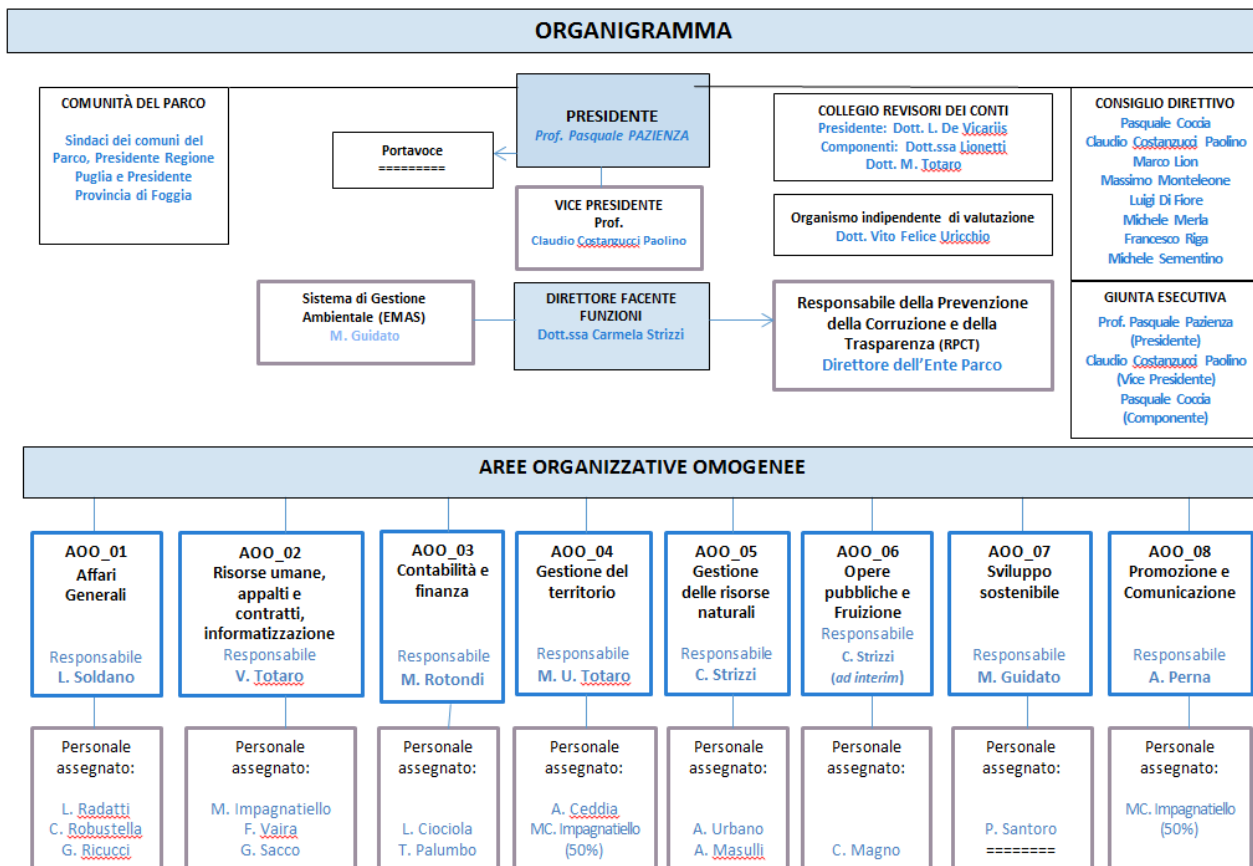 ORGANIGRAMMA
COMUNITÀ DEL PARCO
Sindaci dei comuni del
Parco, Presidente Regione
Puglia e Presidente
Provincia di Foggia
Portavoce
=========
PRESIDENTE
Prof. Pasquale PAZIENZA
VICE PRESIDENTE
Prof.
Claudio Costanzucci Paolino
COLLEGIO REVISORI DEI CONTI
Presidente: Dott. L. De Vicariis
Componenti: Dott.ssa Lionetti
Dott. M. Totaro
Organismo indipendente di valutazione
Dott. Vito Felice Uricchio
CONSIGLIO DIRETTIVO
Pasquale Coccia
Claudio Costanzucci Paolino
Marco Lion
Massimo Monteleone
Luigi Di Fiore
Michele Merla
Francesco Riga
Michele Sementino
Sistema di Gestione
Ambientale (EMAS)
M. Guidato
DIRETTORE FACENTE
FUNZIONI
Dott.ssa Carmela Strizzi
Responsabile della Prevenzione
della Corruzione e della
Trasparenza (RPCT)
Direttore dell'Ente Parco
GIUNTA ESECUTIVA
Prof. Pasquale Pazienza
(Presidente)
Claudio Costanzucci Paolino
(Vice Presidente)
Pasquale Coccia
(Componente)
AREE ORGANIZZATIVE OMOGENEE
AOO_01
Affari
Generali
Responsabile
L. Soldano
AOO_02
Risorse umane,
appalti e
contratti,
informatizzazione
Responsabile
V. Totaro
AOO_03
Contabilità e
finanza
Responsabile
M. Rotondi
AOO_04
Gestione del
territorio
Responsabile
M. U. Totaro
AOO_05
Gestione
delle risorse
naturali
Responsabile
C. Strizzi
AOO_06
Opere
pubbliche e
Fruizione
Responsabile
C. Strizzi
(ad interim)
AOO_07
Sviluppo
sostenibile
Responsabile
M. Guidato
AOO_08
Promozione e
Comunicazione
Responsabile
A. Perna
Personale
assegnato:
L. Radatti
C. Robustella
G. Ricucci
Personale
assegnato:
M. Impagnatiello
F. Vaira
G. Sacco
Personale
assegnato:
L. Ciociola
T. Palumbo
Personale
assegnato:
A. Ceddia
MC. Impagnatiello
(50%)
Personale
assegnato:
A. Urbano
A. Masulli
Personale
assegnato:
C. Magno
Personale
assegnato:
P. Santoro
========
Personale
assegnato:
MC. Impagnatiello
(50%)